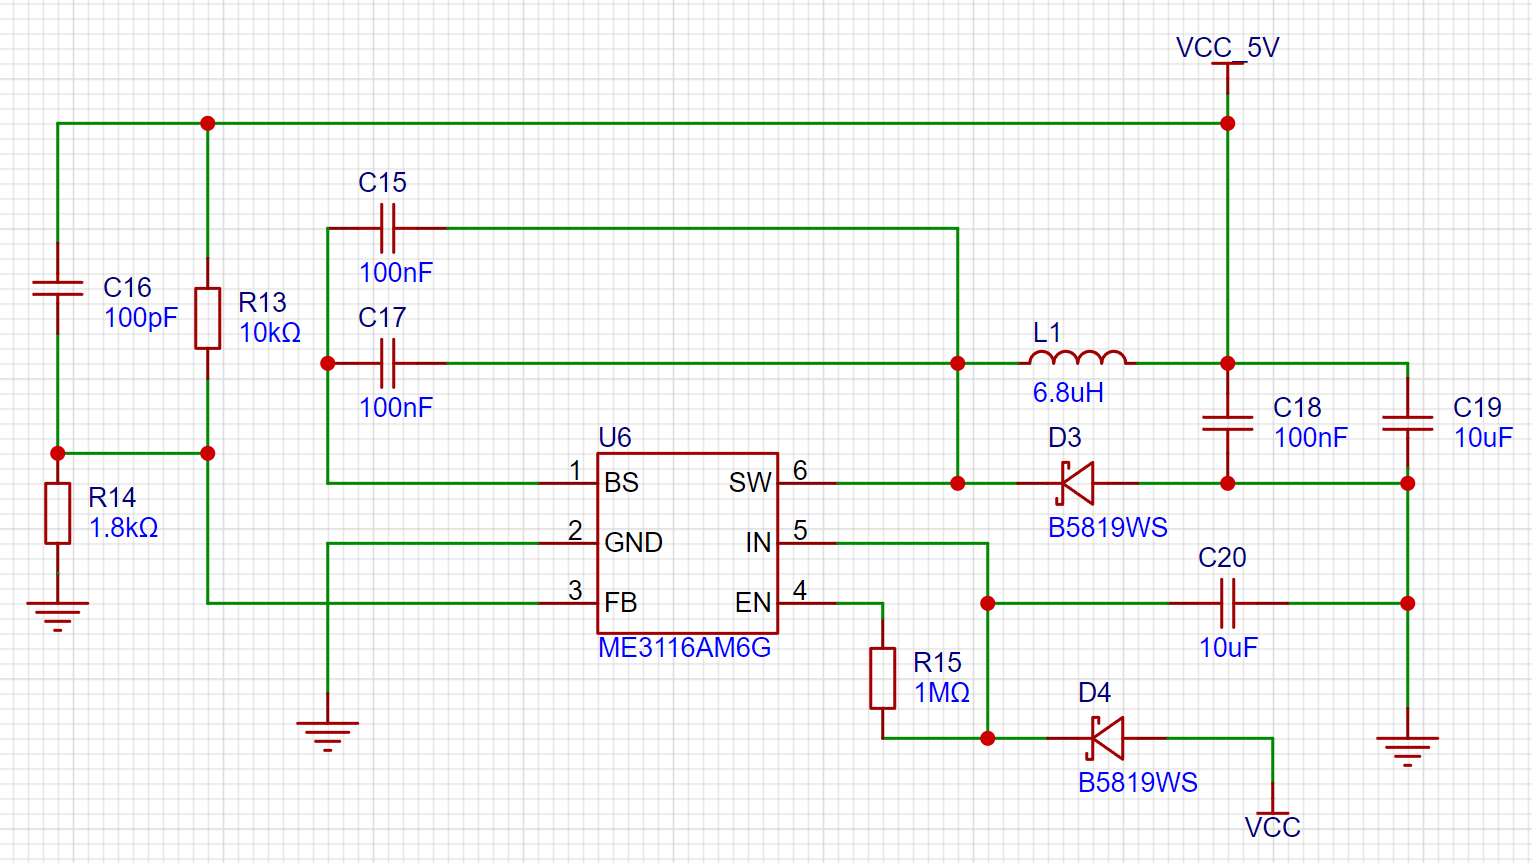 VCC_5V
C15
100nF
C16
100pF
R13
10kΩ
C17
100nF
L1
6.8uH
C18
100nF
C19
10uF
U6
D3
B5819WS
R14
1.8kΩ
1
BS
SW
6
2
GND
IN
5
3
FB
EN
4
ME3116AM6G
C20
10uF
R15
1MΩ
D4
B5819WS
VCC